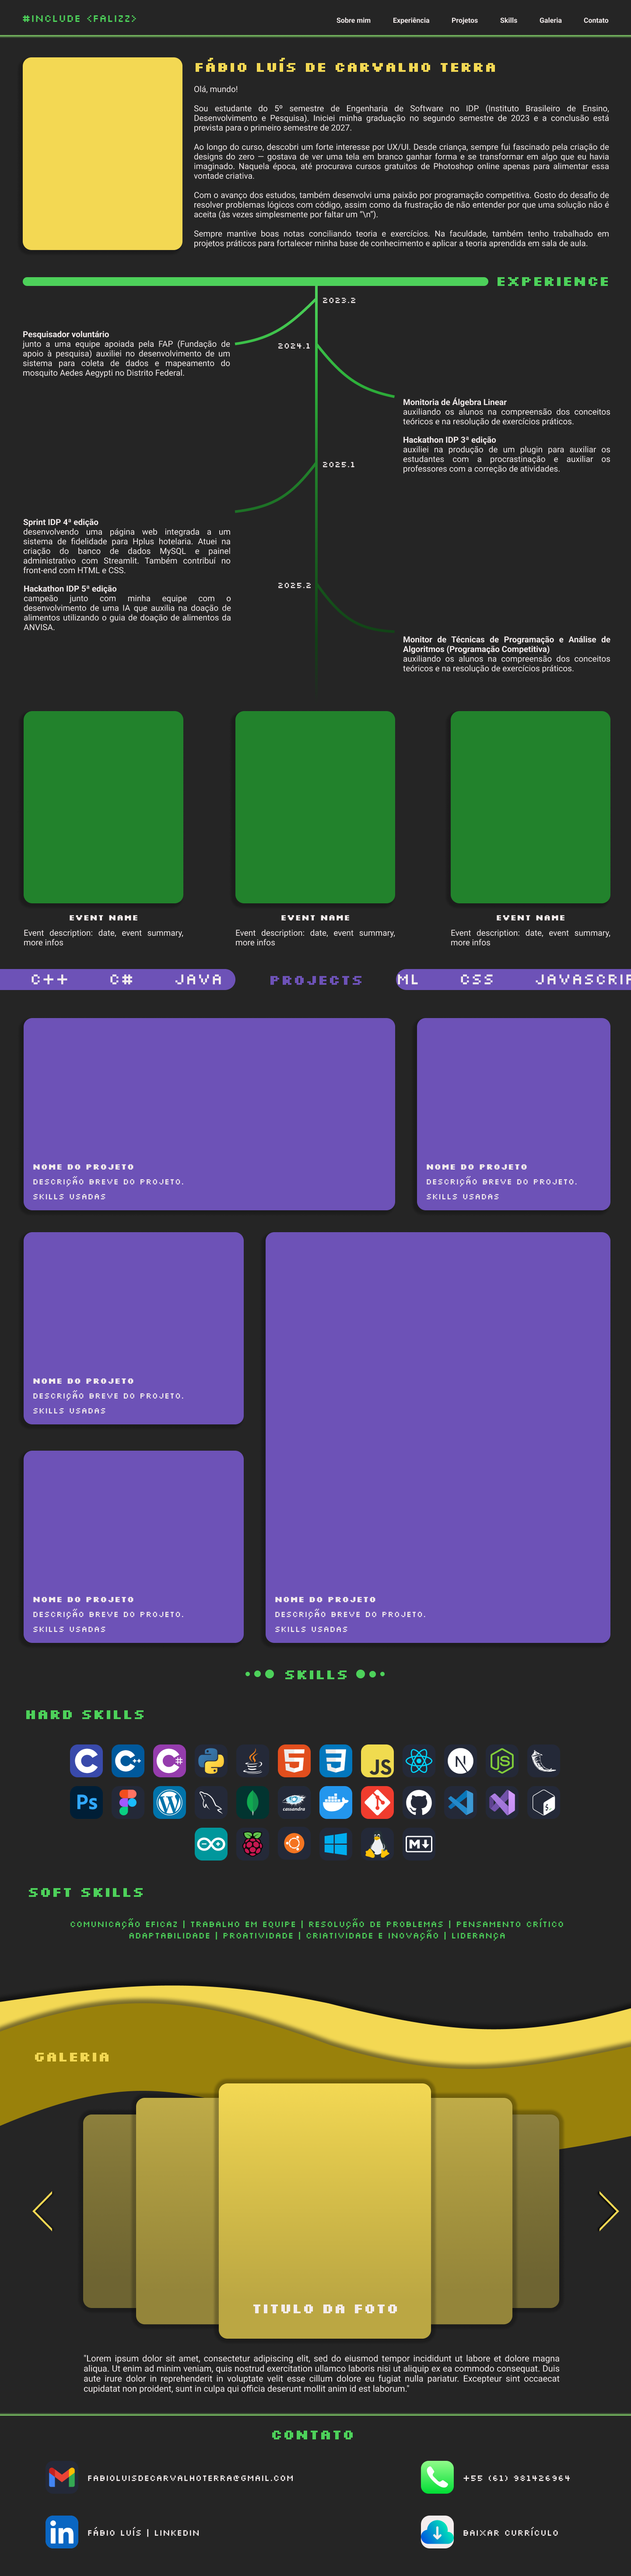 #INCLUDE <FALIZZ>
Sobre mim Experiência Projetos Skills Galeria Contato
FÁBIO LUÍS DE CARVALHO TERRA
Olá, mundo!
Sou estudante do 5º semestre de Engenharia de Software no IDP (Instituto Brasileiro de Ensino,
Desenvolvimento e Pesquisa). Iniciei minha graduação no segundo semestre de 2023 e a conclusão está
prevista para o primeiro semestre de 2027.
Ao longo do curso, descobri um forte interesse por UX/UI. Desde criança, sempre fui fascinado pela criação de
designs do zero — gostava de ver uma tela em branco ganhar forma e se transformar em algo que eu havia
imaginado. Naquela época, até procurava cursos gratuitos de Photoshop online apenas para alimentar essa
vontade criativa.
Com o avanço dos estudos, também desenvolvi uma paixão por programação competitiva. Gosto do desafio de
resolver problemas lógicos com código, assim como da frustração de não entender por que uma solução não é
aceita (às vezes simplesmente por faltar um "\n").
Sempre mantive boas notas conciliando teoria e exercícios. Na faculdade, também tenho trabalhado em
projetos práticos para fortalecer minha base de conhecimento e aplicar a teoria aprendida em sala de aula.
EXPERIENCE
2023.2
Pesquisador voluntário
junto a uma equipe apoiada pela FAP (Fundação de
apoio à pesquisa) auxiliei no desenvolvimento de um
sistema para coleta de dados e mapeamento do
mosquito Aedes Aegypti no Distrito Federal.
2024.1
Monitoria de Álgebra Linear
auxiliando os alunos na compreensão dos conceitos
teóricos e na resolução de exercícios práticos.
Hackathon IDP 3ª edição
auxiliei na produção de um plugin para auxiliar os
estudantes com a procrastinação e auxiliar os
professores com a correção de atividades.
2025.1
Sprint IDP 4ª edição
desenvolvendo uma página web integrada a um
sistema de fidelidade para Hplus hotelaria. Atuei na
criação do banco de dados MySQL e painel
administrativo com Streamlit. Também contribuí no
front-end com HTML e CSS.
Hackathon IDP 5ª edição
campeão junto com minha equipe com o
desenvolvimento de uma IA que auxilia na doação de
alimentos utilizando o guia de doação de alimentos da
ANVISA.
2025.2
Monitor de Técnicas de Programação e Análise de
Algoritmos (Programação Competitiva)
auxiliando os alunos na compreensão dos conceitos
teóricos e na resolução de exercícios práticos.
EVENT NAME EVENT NAME EVENT NAME
Event description: date, event summary, Event description: date, event summary, Event description: date, event summary,
more infos more infos more infos
C++ C# JAVA PROJECTS ML CSS JAVASCRIP
NOME DO PROJETO NOME DO PROJETO
DESCRIÇÃO BREVE DO PROJETO. DESCRIÇÃO BREVE DO PROJETO.
SKILLS USADAS SKILLS USADAS
NOME DO PROJETO
DESCRIÇÃO BREVE DO PROJETO.
SKILLS USADAS
NOME DO PROJETO NOME DO PROJETO
DESCRIÇÃO BREVE DO PROJETO. DESCRIÇÃO BREVE DO PROJETO.
SKILLS USADAS SKILLS USADAS
SKILLS
HARD SKILLS
C C++ C# 5 3 JS N JS
Ps cassandra $
M
SOFT SKILLS
COMUNICAÇÃO EFICAZ | TRABALHO EM EQUIPE | RESOLUÇÃO DE PROBLEMAS | PENSAMENTO CRÍTICO
ADAPTABILIDADE | PROATIVIDADE | CRIATIVIDADE E INOVAÇÃO | LIDERANÇA
GALERIA
TITULO DA FOTO
"Lorem ipsum dolor sit amet, consectetur adipiscing elit, sed do eiusmod tempor incididunt ut labore et dolore magna
aliqua. Ut enim ad minim veniam, quis nostrud exercitation ullamco laboris nisi ut aliquip ex ea commodo consequat. Duis
aute irure dolor in reprehenderit in voluptate velit esse cillum dolore eu fugiat nulla pariatur. Excepteur sint occaecat
cupidatat non proident, sunt in culpa qui officia deserunt mollit anim id est laborum."
CONTATO
FABIOLUISDECARVALHOTERRA@GMAIL.COM +55 (61) 981426964
in FÁBIO LUÍS | LINKEDIN BAIXAR CURRÍCULO